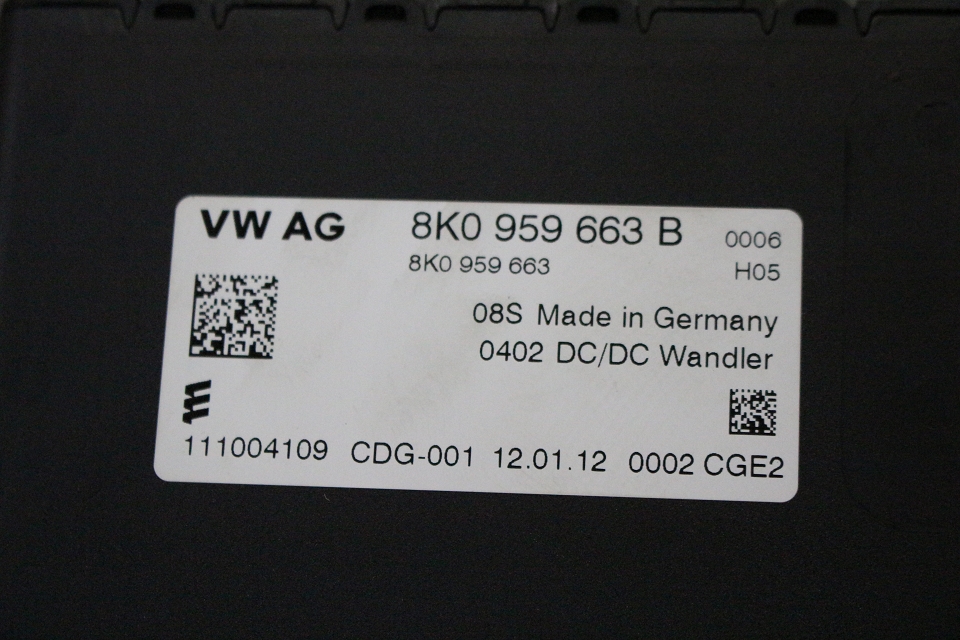 VW AG 8K0 959 663 B 0006
8K0 959 663 H05
08S Made in Germany
0402 DC/DC Wandler
111004109 CDG-001 12.01.12 0002 CGE2